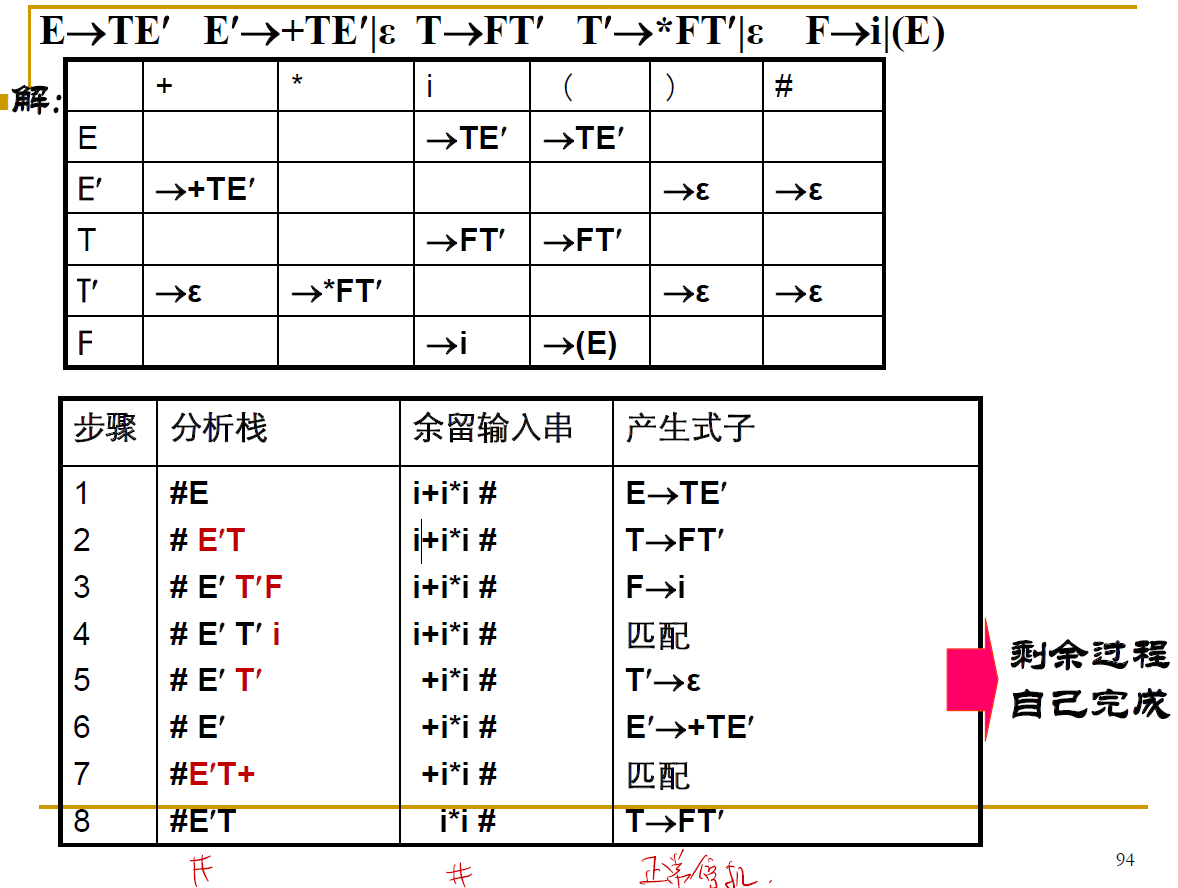 E→TE′ E′→+TE′|ε T→FT′ T′→*FT′|ε F→i|(E)
解:
+ * i ( ) #
E →TE′ →TE′
E′ →+TE′ →ε →ε
T →FT′ →FT′
T′ →ε →*FT′ →ε →ε
F →i →(E)
步骤 分析栈 余留输入串 产生式子
1 #E i+i*i # E→TE′
2 # E′T i+i*i # T→FT′
3 # E′ T′F i+i*i # F→i
4 # E′ T′ i i+i*i # 匹配
5 # E′ T′ +i*i # T′→ε
6 # E′ +i*i # E′→+TE′
7 #E′T+ +i*i # 匹配
8 #E′T i*i # T→FT′
剩余过程
自己完成
# # 正常停机.
94